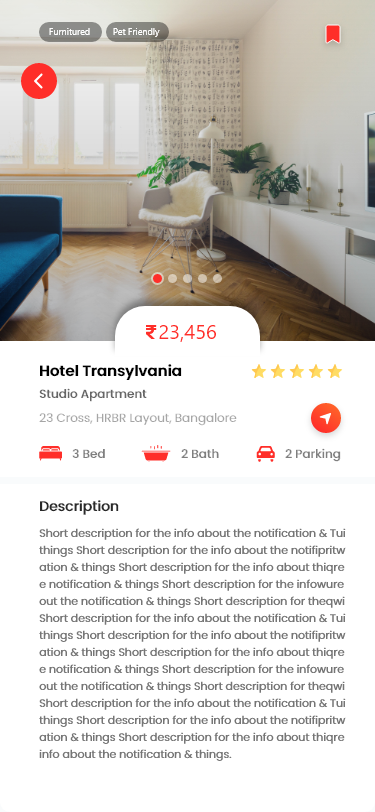 Furnitured Pet Friendly
₹23,456
Hotel Transylvania
Studio Apartment
23 Cross, HRBR Layout, Bangalore
3 Bed 2 Bath 2 Parking
Description
Short description for the info about the notification & Tui
things Short description for the info about the notifipritw
ation & things Short description for the info about thiqre
e notification & things Short description for the infowure
out the notification & things Short description for theqwi
Short description for the info about the notification & Tui
things Short description for the info about the notifipritw
ation & things Short description for the info about thiqre
e notification & things Short description for the infowure
out the notification & things Short description for theqwi
Short description for the info about the notification & Tui
things Short description for the info about the notifipritw
ation & things Short description for the info about thiqre
info about the notification & things.